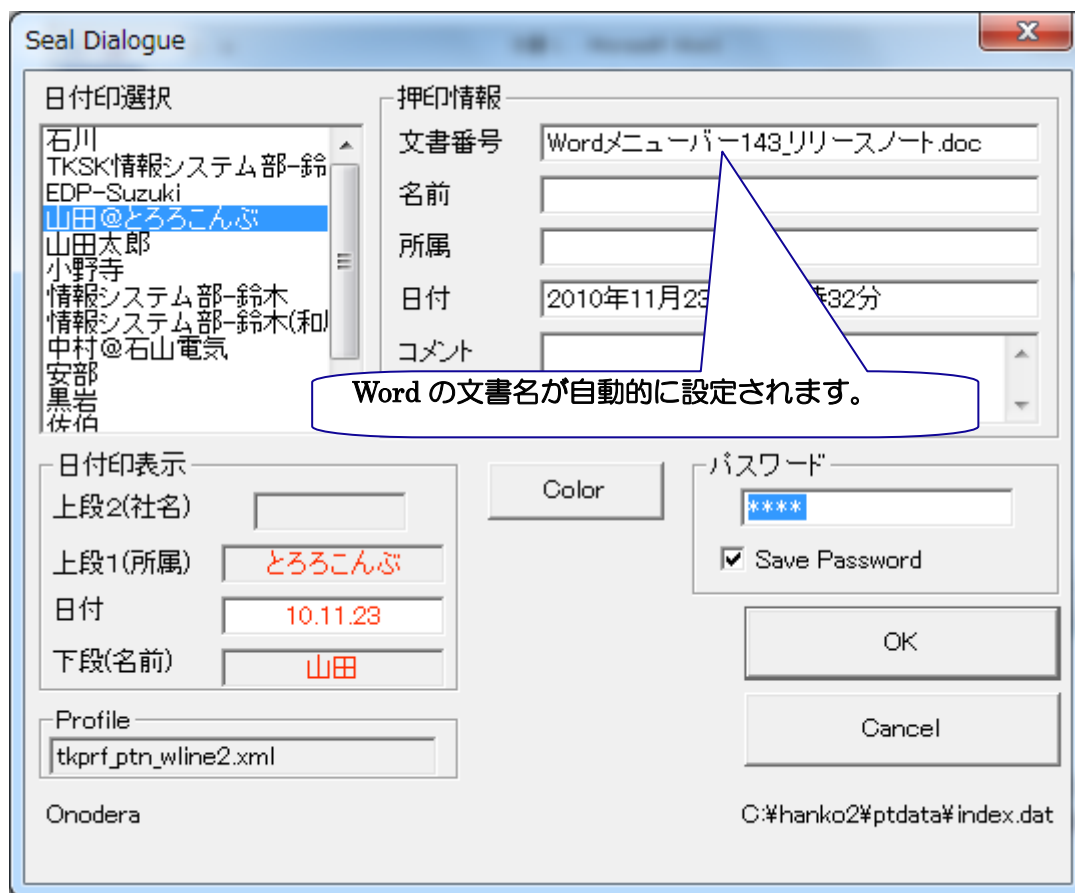 Seal Dialogue
日付印選択
石川
TKSK情報システム部-鈴
EDP-Suzuki
山田@とろろこんぶ
山田太郎
小野寺
情報システム部-鈴木
情報システム部-鈴木(和
中村@石山電気
安部
黒岩
佐伯
押印情報
文書番号 Wordメニューバー143_リリースノート.doc
名前
所属
日付 2010年11月23 32分
コメント
Word の文書名が自動的に設定されます。
日付印表示
上段2(社名)
上段1(所属) とろろこんぶ
日付 10.11.23
下段(名前) 山田
Color
パスワード
****
Save Password
OK
Cancel
Profile
tkprf_ptn_wline2.xml
Onodera
C:¥hanko2¥ptdata¥index.dat